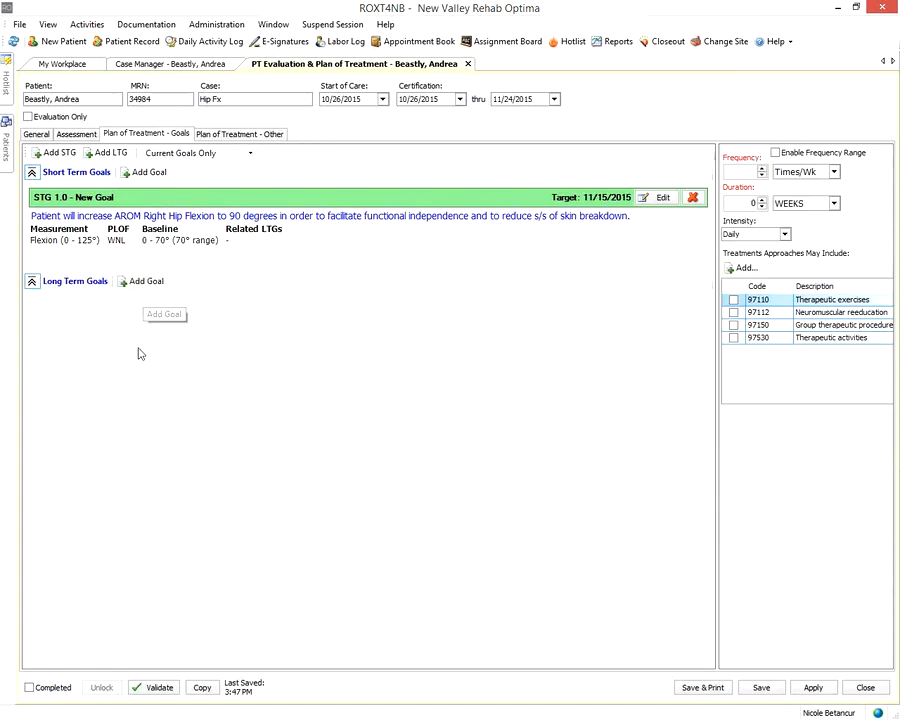 ROXT4NB - New Valley Rehab Optima
File View Activities Documentation Administration Window Suspend Session Help
New Patient Patient Record Daily Activity Log E-Signatures Labor Log Appointment Book Assignment Board Hotlist Reports Closeout Change Site Help
My Workplace Case Manager - Beastly, Andrea PT Evaluation & Plan of Treatment - Beastly, Andrea
Hotlist
Patients
Patient: MRN: Case: Start of Care: Certification:
Beastly, Andrea 34984 Hip Fx 10/26/2015 10/26/2015 thru 11/24/2015
Evaluation Only
General Assessment Plan of Treatment - Goals Plan of Treatment - Other
Add STG Add LTG Current Goals Only
Short Term Goals Add Goal
STG 1.0 - New Goal Target: 11/15/2015 Edit
Patient will increase AROM Right Hip Flexion to 90 degrees in order to facilitate functional independence and to reduce s/s of skin breakdown.
Measurement PLOF Baseline Related LTGs
Flexion (0 - 125°) WNL 0 - 70° (70° range) -
Long Term Goals Add Goal
Add Goal
Enable Frequency Range
Frequency:
Times/Wk
Duration:
0 WEEKS
Intensity:
Daily
Treatments Approaches May Include:
Add...
Code Description
97110 Therapeutic exercises
97112 Neuromuscular reeducation
97150 Group therapeutic procedure
97530 Therapeutic activities
Completed Unlock Validate Copy Last Saved: 3:47 PM Save & Print Save Apply Close
Nicole Betancur